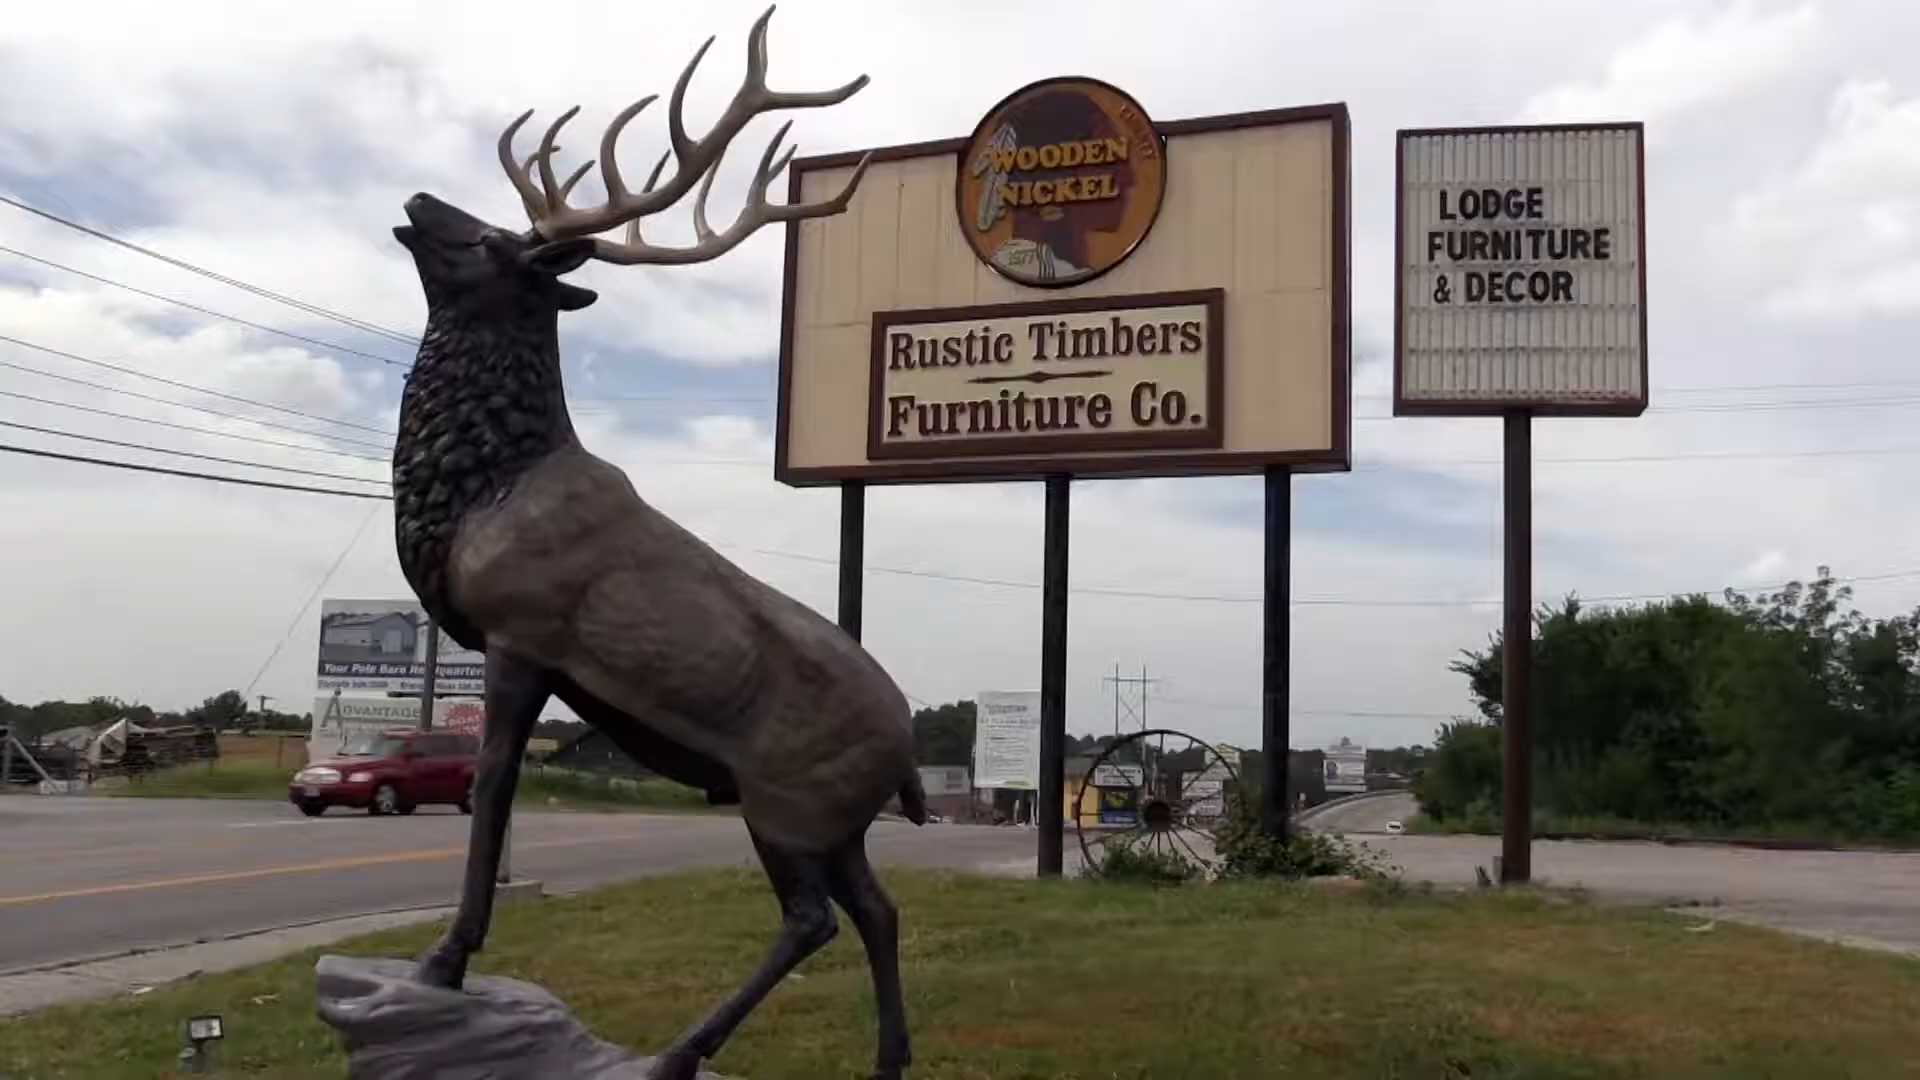 WOODEN
NICKEL
1977
Rustic Timbers
Furniture Co.
LODGE
FURNITURE
& DECOR
Your Pole Barn Headquarters
ADVANTAGE